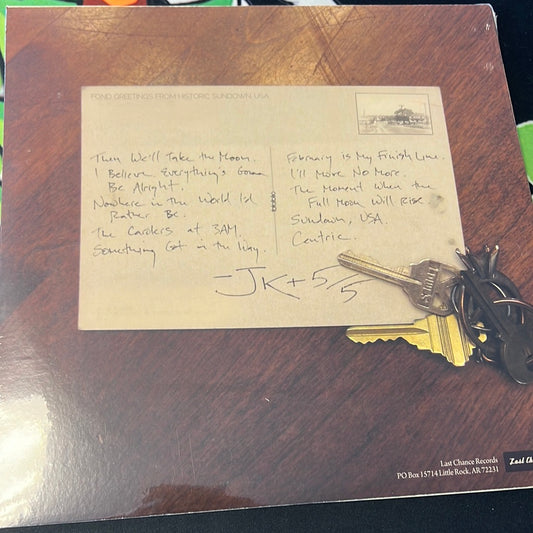 FOND GREETINGS FROM HISTORIC SUNDOWN, USA
Then We'll Take the Moon.
I Believe Everything's Gonna
Be Alright.
Nowhere in the World I'd
Rather Be.
The Carolers at 3AM.
Something Got in the Way.
February is My Finish Line.
I'll Move No More.
The Moment When the
Full Moon Will Rise
Sundown, USA.
Centric.
-JK + 5/5
Last Chance Records
PO Box 15714 Little Rock, AR 72231